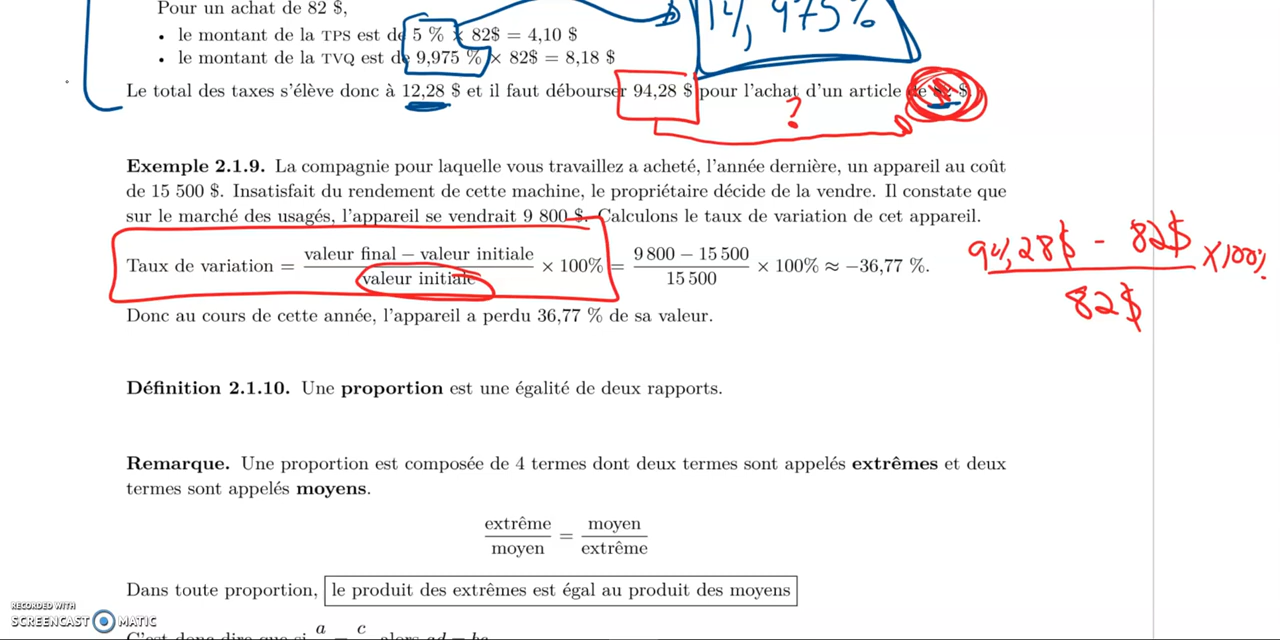 Pour un achat de 82 $,
• le montant de la TPS est de 5 % × 82$ = 4,10 $
14,975%
• le montant de la TVQ est de 9,975 % × 82$ = 8,18 $
Le total des taxes s'élève donc à 12,28 $ et il faut débourser 94,28 $ pour l'achat d'un article de 82 $.
?
Exemple 2.1.9. La compagnie pour laquelle vous travaillez a acheté, l'année dernière, un appareil au coût
de 15 500 $. Insatisfait du rendement de cette machine, le propriétaire décide de la vendre. Il constate que
sur le marché des usagés, l'appareil se vendrait 9 800 $. Calculons le taux de variation de cet appareil.
Taux de variation = (valeur final − valeur initiale) / (valeur initiale) × 100% = (9 800 − 15 500) / (15 500) × 100% ≈ −36,77 %.
94,28$ - 82$ / 82$ × 100%
Donc au cours de cette année, l'appareil a perdu 36,77 % de sa valeur.
Définition 2.1.10. Une proportion est une égalité de deux rapports.
Remarque. Une proportion est composée de 4 termes dont deux termes sont appelés extrêmes et deux
termes sont appelés moyens.
extrême / moyen = moyen / extrême
Dans toute proportion, le produit des extrêmes est égal au produit des moyens
C'est donc dire que si a = c alors ad = bc
RECORDED WITH
SCREENCAST MATIC